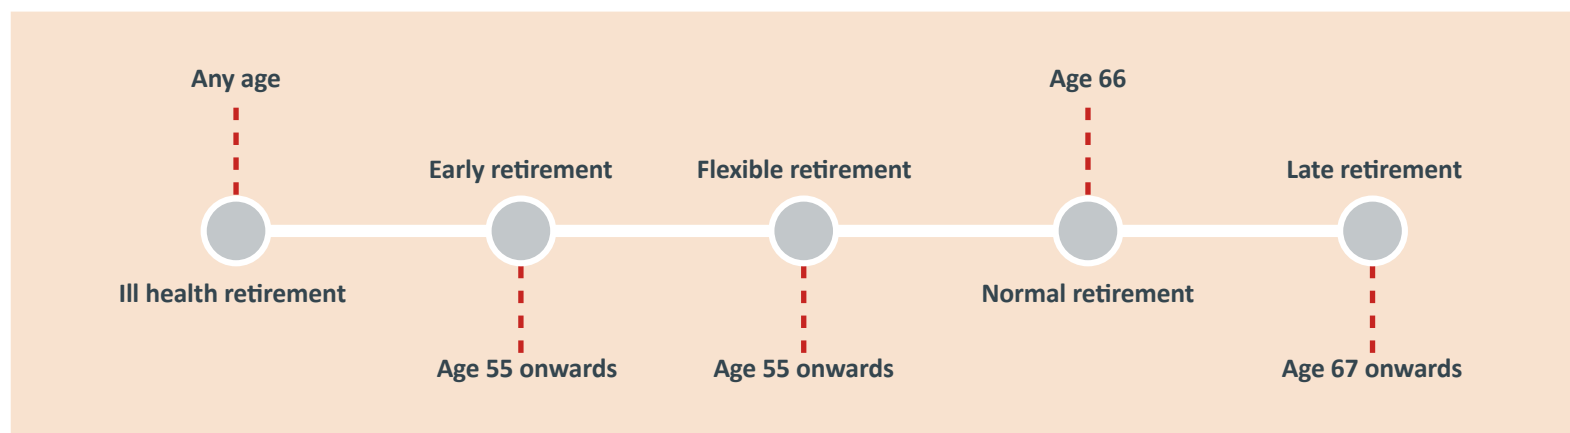 Any age
Age 66
Early retirement
Flexible retirement
Late retirement
Ill health retirement
Normal retirement
Age 55 onwards
Age 55 onwards
Age 67 onwards